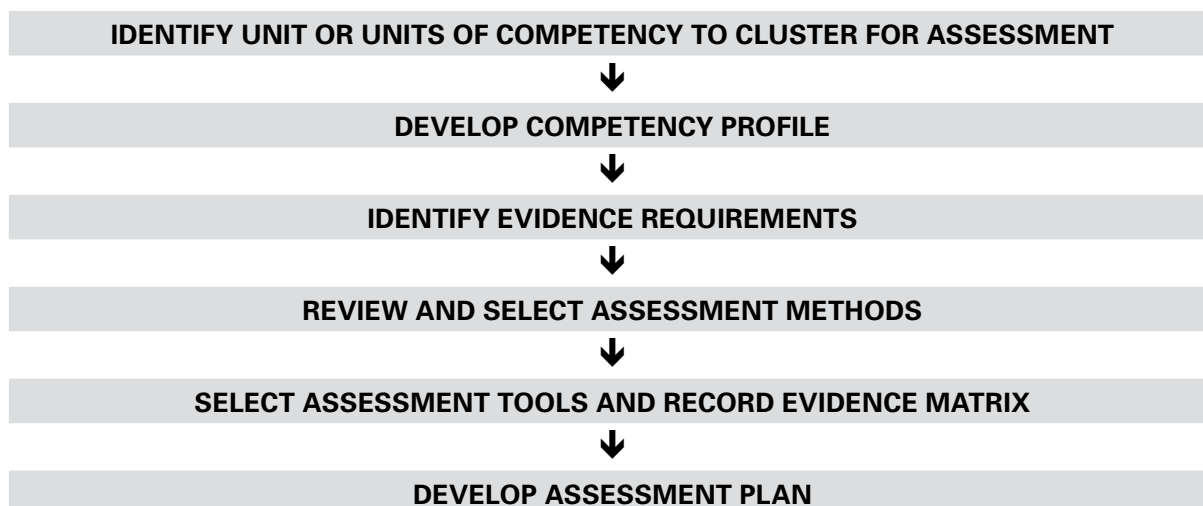 IDENTIFY UNIT OR UNITS OF COMPETENCY TO CLUSTER FOR ASSESSMENT
DEVELOP COMPETENCY PROFILE
IDENTIFY EVIDENCE REQUIREMENTS
REVIEW AND SELECT ASSESSMENT METHODS
SELECT ASSESSMENT TOOLS AND RECORD EVIDENCE MATRIX
DEVELOP ASSESSMENT PLAN